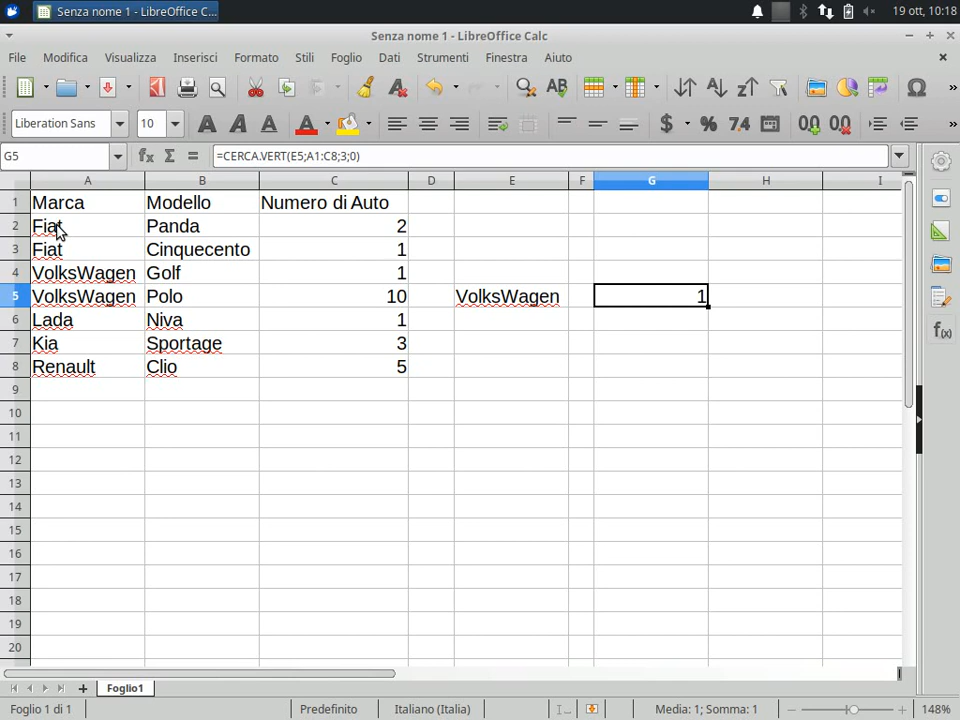 Senza nome 1 - LibreOffice C...
19 ott, 10:18
Senza nome 1 - LibreOffice Calc
File Modifica Visualizza Inserisci Formato Stili Foglio Dati Strumenti Finestra Aiuto
Liberation Sans 10
G5 =CERCA.VERT(E5;A1:C8;3;0)
A B C D E F G H I
1 Marca Modello Numero di Auto
2 Fiat Panda 2
3 Fiat Cinquecento 1
4 VolksWagen Golf 1
5 VolksWagen Polo 10 VolksWagen 1
6 Lada Niva 1
7 Kia Sportage 3
8 Renault Clio 5
9
10
11
12
13
14
15
16
17
18
19
20
Foglio1
Foglio 1 di 1 Predefinito Italiano (Italia) Media: 1; Somma: 1 148%